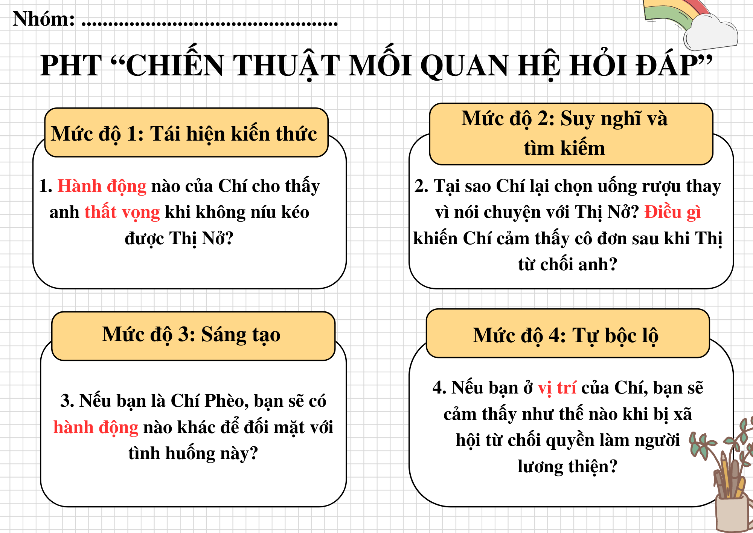 Nhóm: ...............................................
PHT “CHIẾN THUẬT MỐI QUAN HỆ HỎI ĐÁP”
Mức độ 1: Tái hiện kiến thức
1. Hành động nào của Chí cho thấy
anh thất vọng khi không níu kéo
được Thị Nở?
Mức độ 2: Suy nghĩ và
tìm kiếm
2. Tại sao Chí lại chọn uống rượu thay
vì nói chuyện với Thị Nở? Điều gì
khiến Chí cảm thấy cô đơn sau khi Thị
từ chối anh?
Mức độ 3: Sáng tạo
3. Nếu bạn là Chí Phèo, bạn sẽ có
hành động nào khác để đối mặt với
tình huống này?
Mức độ 4: Tự bộc lộ
4. Nếu bạn ở vị trí của Chí, bạn sẽ
cảm thấy như thế nào khi bị xã
hội từ chối quyền làm người
lương thiện?